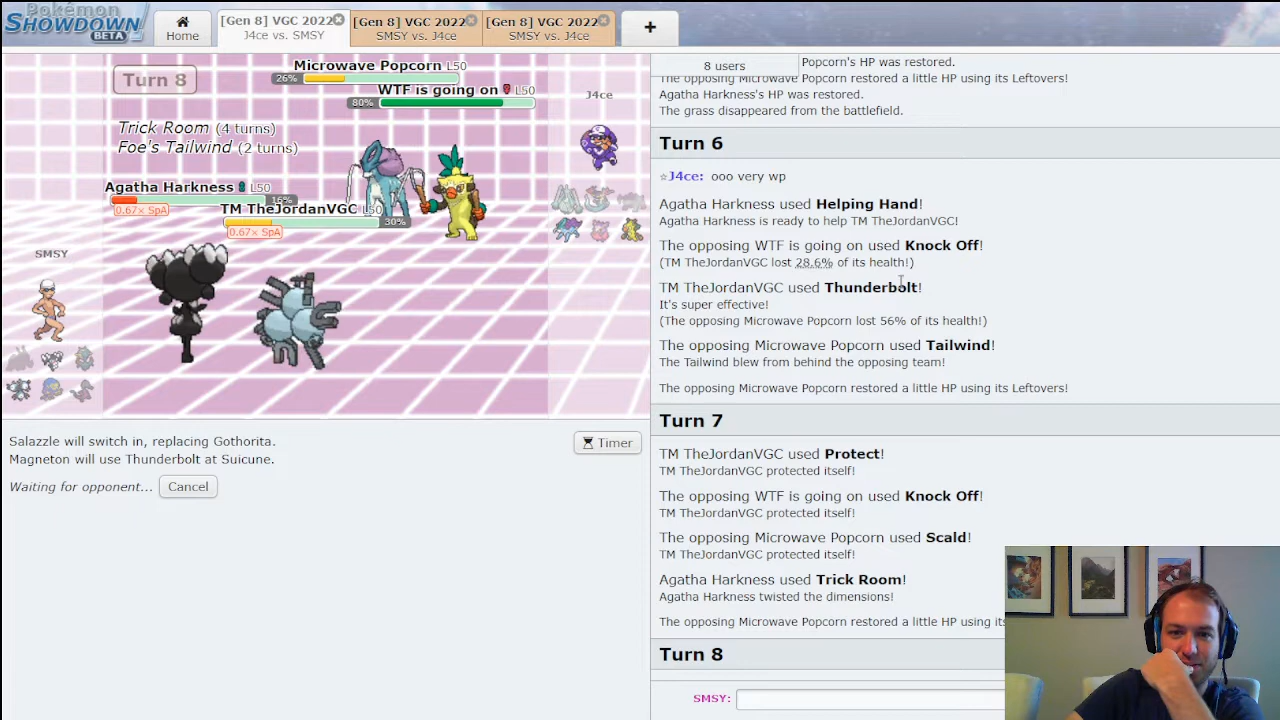 Pokémon
SHOWDOWN
BETA
Home
[Gen 8] VGC 2022
J4ce vs. SMSY
[Gen 8] VGC 2022
SMSY vs. J4ce
[Gen 8] VGC 2022
SMSY vs. J4ce
+
Turn 8
Microwave Popcorn L50
26%
WTF is going on L50
80%
J4ce
Trick Room (4 turns)
Foe's Tailwind (2 turns)
Agatha Harkness L50
16%
0.67x SpA
TM TheJordanVGC L50
30%
0.67x SpA
SMSY
Salazzle will switch in, replacing Gothorita.
Magneton will use Thunderbolt at Suicune.
Waiting for opponent... Cancel
Timer
8 users
Popcorn's HP was restored.
The opposing Microwave Popcorn restored a little HP using its Leftovers!
Agatha Harkness's HP was restored.
The grass disappeared from the battlefield.
Turn 6
☆J4ce: ooo very wp
Agatha Harkness used Helping Hand!
Agatha Harkness is ready to help TM TheJordanVGC!
The opposing WTF is going on used Knock Off!
(TM TheJordanVGC lost 28.6% of its health!)
TM TheJordanVGC used Thunderbolt!
It's super effective!
(The opposing Microwave Popcorn lost 56% of its health!)
The opposing Microwave Popcorn used Tailwind!
The Tailwind blew from behind the opposing team!
The opposing Microwave Popcorn restored a little HP using its Leftovers!
Turn 7
TM TheJordanVGC used Protect!
TM TheJordanVGC protected itself!
The opposing WTF is going on used Knock Off!
TM TheJordanVGC protected itself!
The opposing Microwave Popcorn used Scald!
TM TheJordanVGC protected itself!
Agatha Harkness used Trick Room!
Agatha Harkness twisted the dimensions!
The opposing Microwave Popcorn restored a little HP using its
Turn 8
SMSY: